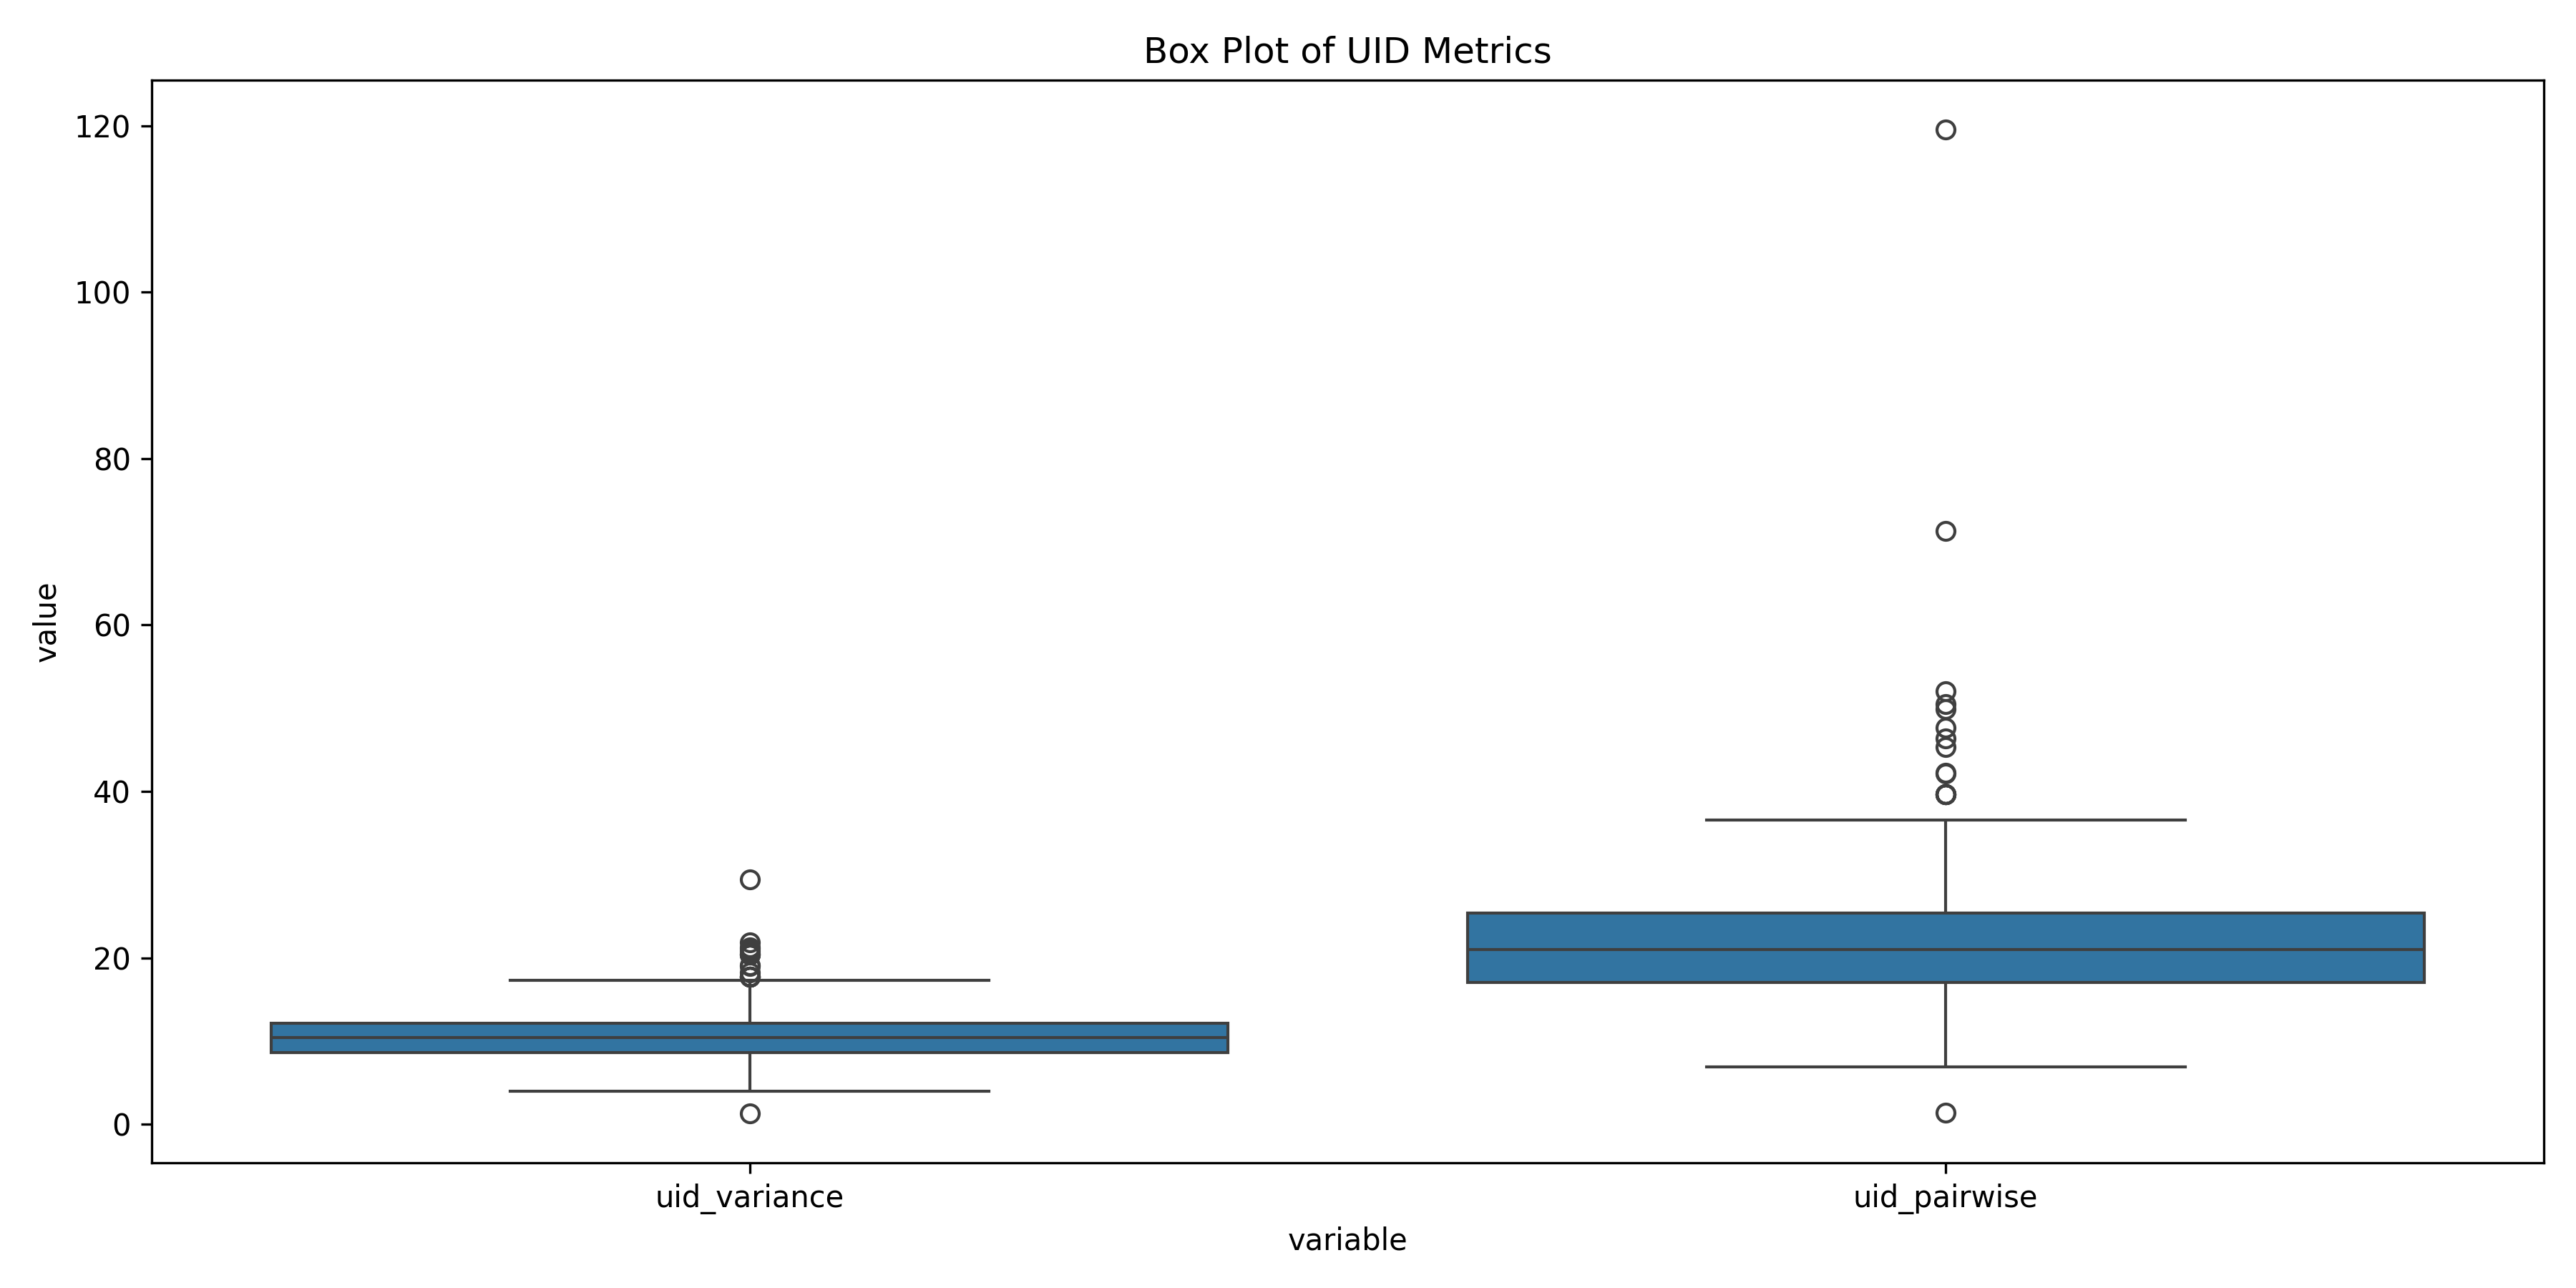 Box Plot of UID Metrics
120
100
80
60
40
20
0
value
uid_variance
uid_pairwise
variable